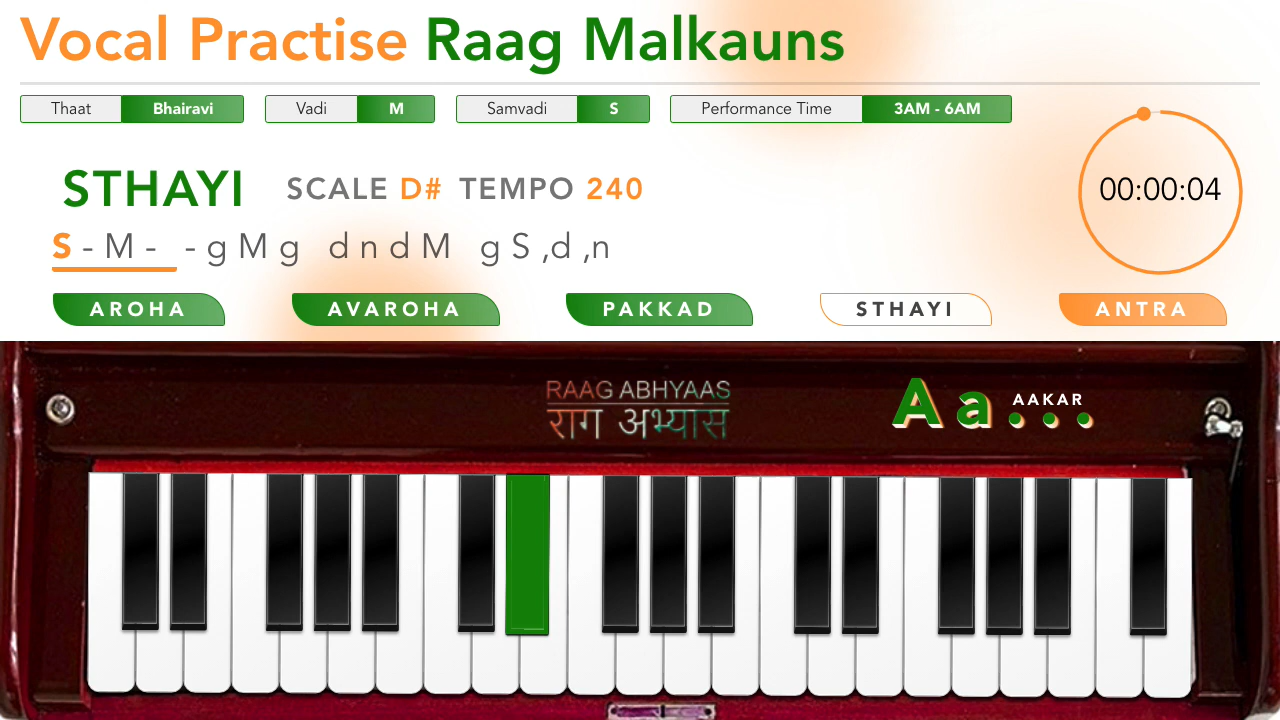 Vocal Practise Raag Malkauns
Thaat Bhairavi Vadi M Samvadi S Performance Time 3AM - 6AM
STHAYI SCALE D# TEMPO 240
00:00:04
S - M - - g M g d n d M g S ,d ,n
AROHA AVAROHA PAKKAD STHAYI ANTRA
RAAG ABHYAAS
राग अभ्यास
A a . . . AAKAR